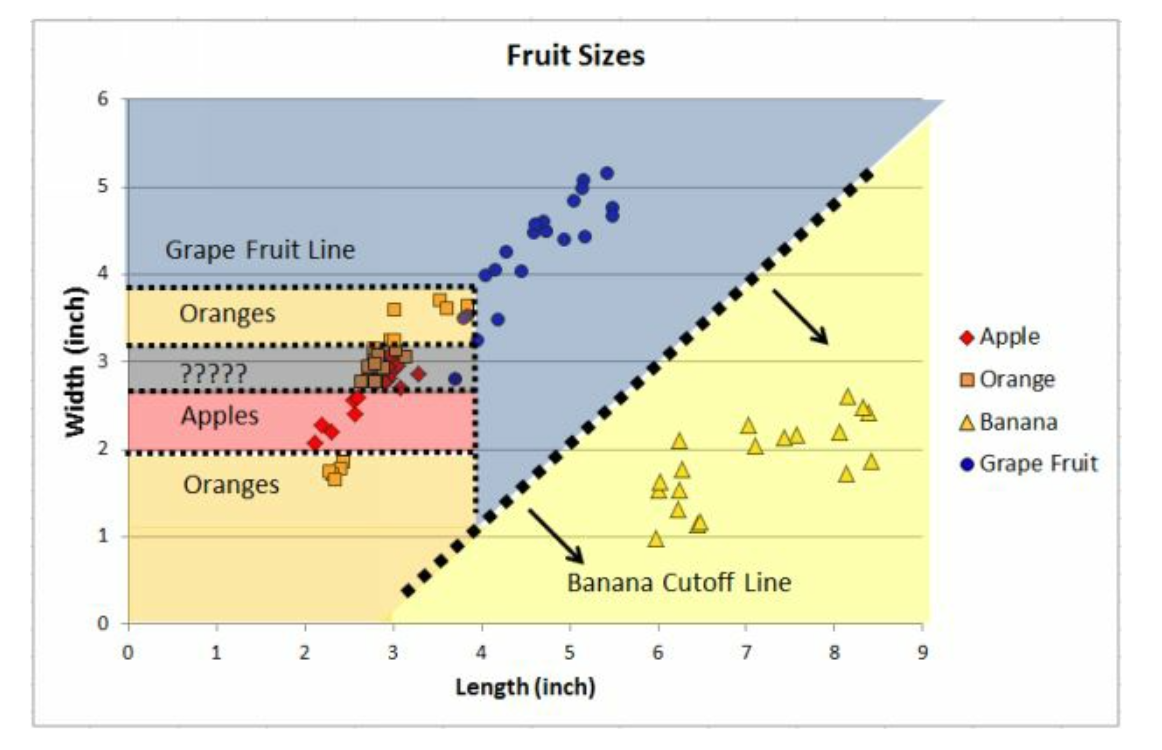 Fruit Sizes
6
5
4
3
2
1
0
Width (inch)
Grape Fruit Line
Oranges
?????
Apples
Oranges
Banana Cutoff Line
Apple
Orange
Banana
Grape Fruit
0 1 2 3 4 5 6 7 8 9
Length (inch)